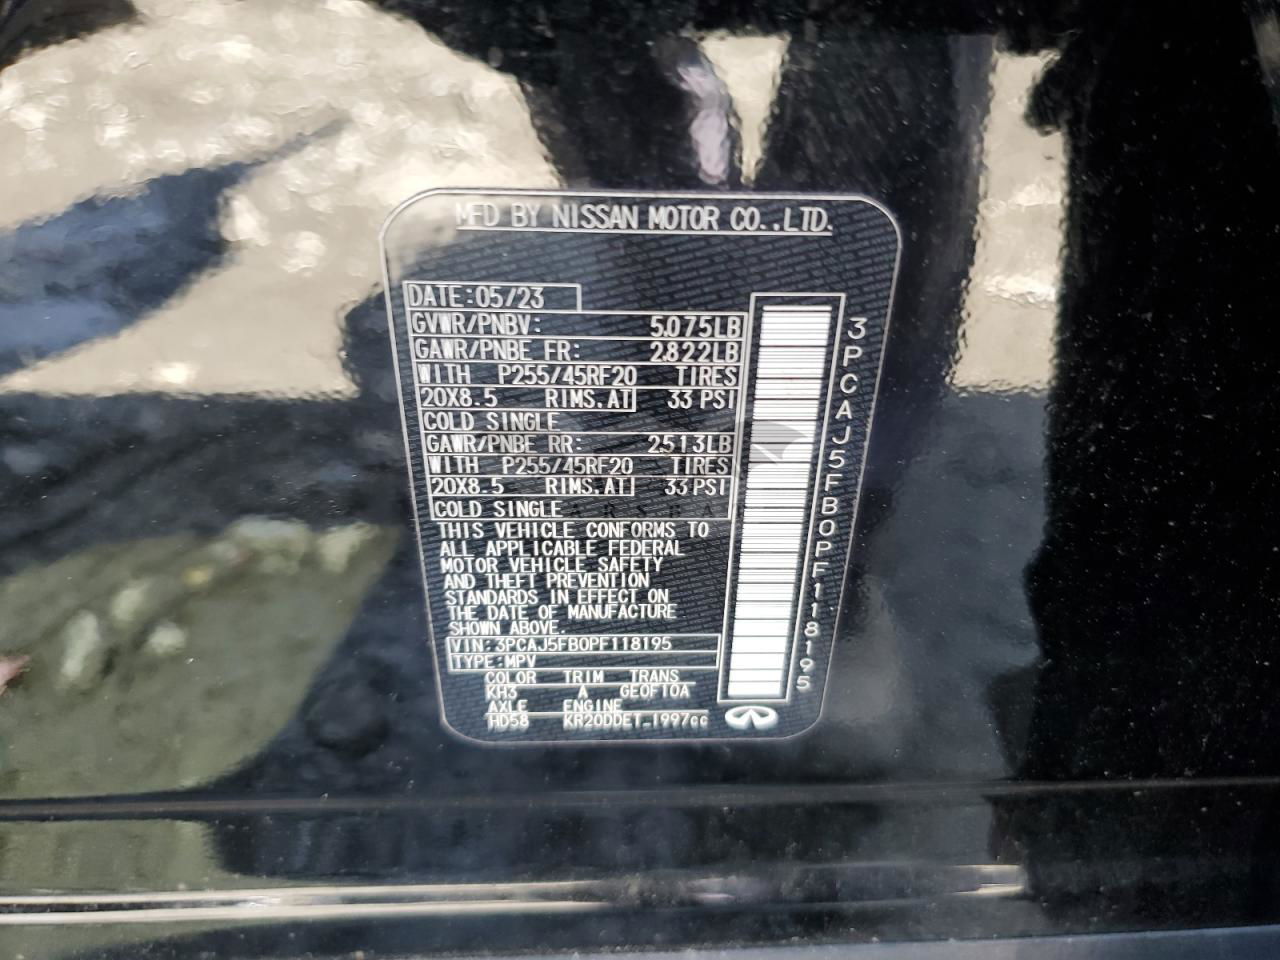 MFD BY NISSAN MOTOR CO.,LTD.
DATE:05/23
GVWR/PNBV: 5075LB
GAWR/PNBE FR: 2822LB
WITH P255/45RF20 TIRES
20X8.5 RIMS.AT 33 PSI
COLD SINGLE
GAWR/PNBE RR: 2513LB
WITH P255/45RF20 TIRES
20X8.5 RIMS.AT 33 PSI
COLD SINGLE
THIS VEHICLE CONFORMS TO
ALL APPLICABLE FEDERAL
MOTOR VEHICLE SAFETY
AND THEFT PREVENTION
STANDARDS IN EFFECT ON
THE DATE OF MANUFACTURE
SHOWN ABOVE.
VIN:3PCAJ5FB0PF118195
TYPE:MPV
COLOR TRIM TRANS
KH3 A GE0F10A
AXLE ENGINE
HD58 KR20DDET-1997cc
3PCAJ5FB0PF118195